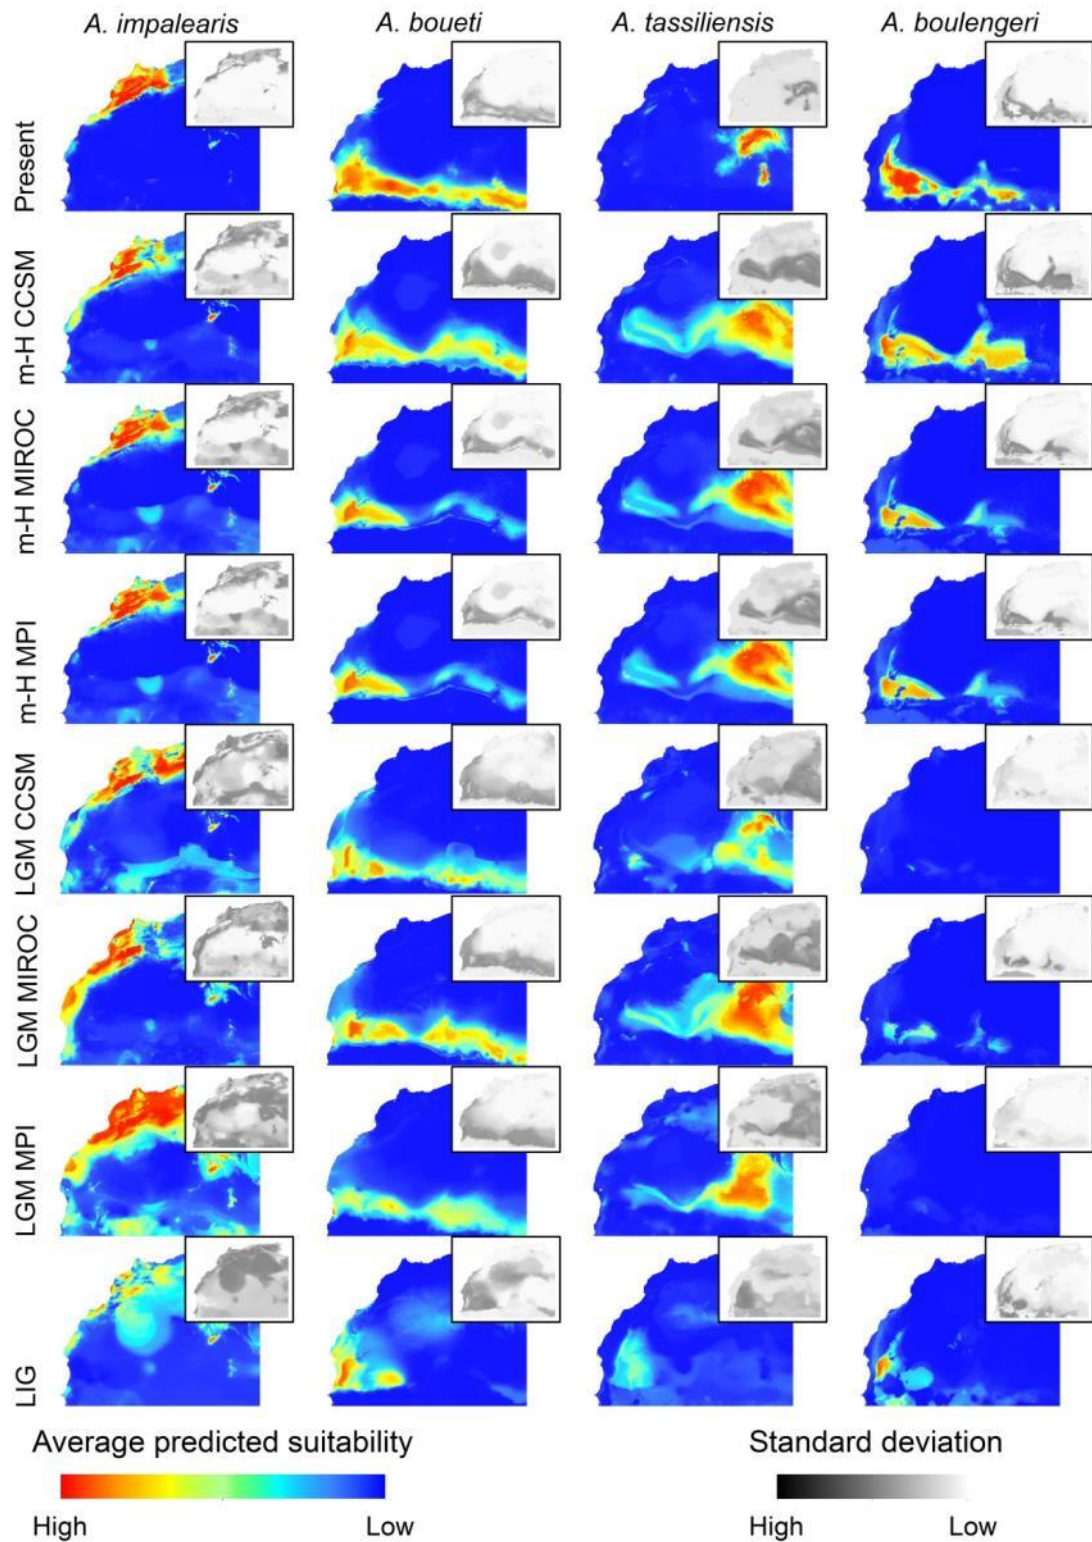 A. impalearis A. boueti A. tassiliensis A. boulengeri
Present
m-H CCSM
m-H MIROC
m-H MPI
LGM CCSM
LGM MIROC
LGM MPI
LIG
Average predicted suitability Standard deviation
High Low High Low